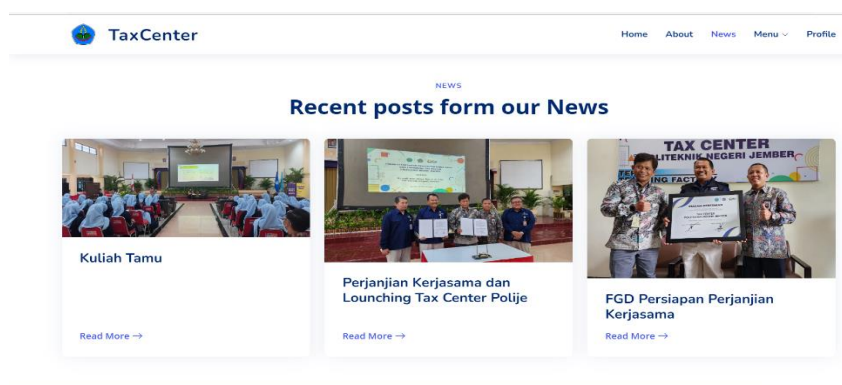 TaxCenter
Home About News Menu Profile
NEWS
Recent posts form our News
TAX CENTER
POLITEKNIK NEGERI JEMBER
Kuliah Tamu
Perjanjian Kerjasama dan
Lounching Tax Center Polije
FGD Persiapan Perjanjian
Kerjasama
Read More →
Read More →
Read More →